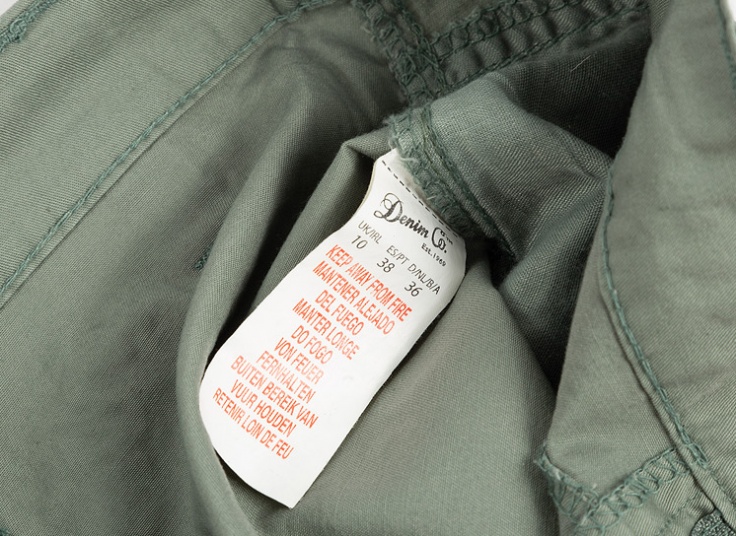 Denim Co.
Est. 1969
UK/IRL ES/PT D/NL/B/A
10 38 36
KEEP AWAY FROM FIRE
MANTENER ALEJADO
DEL FUEGO
MANTER LONGE
DO FOGO
VON FEUER
FERNHALTEN
BUITEN BEREIK VAN
VUUR HOUDEN
RETENIR LOIN DE FEU